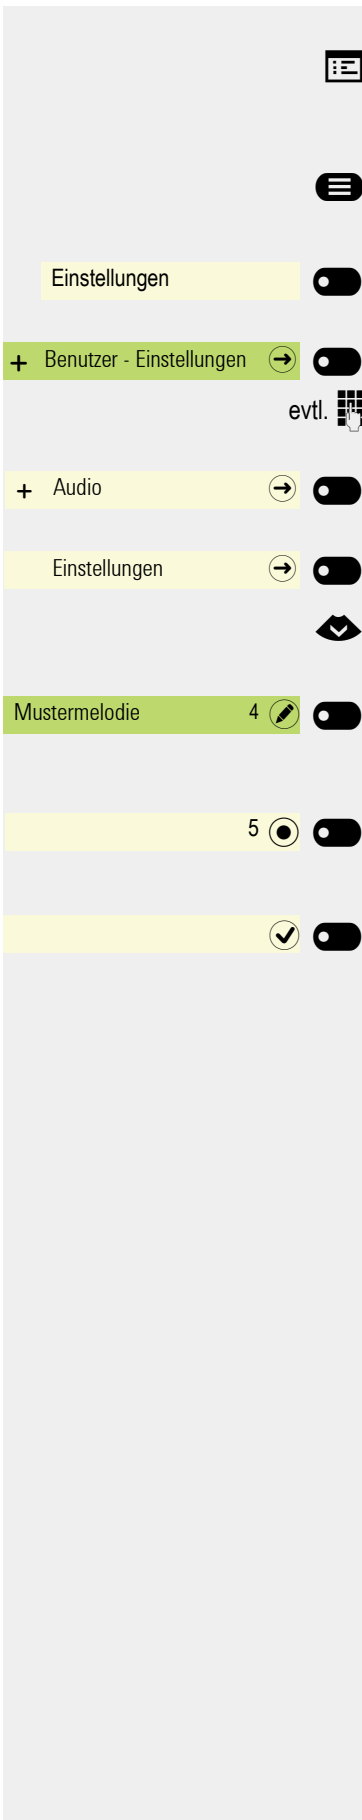 Einstellungen
+ Benutzer - Einstellungen
evtl.
+ Audio
Einstellungen
Mustermelodie 4
5